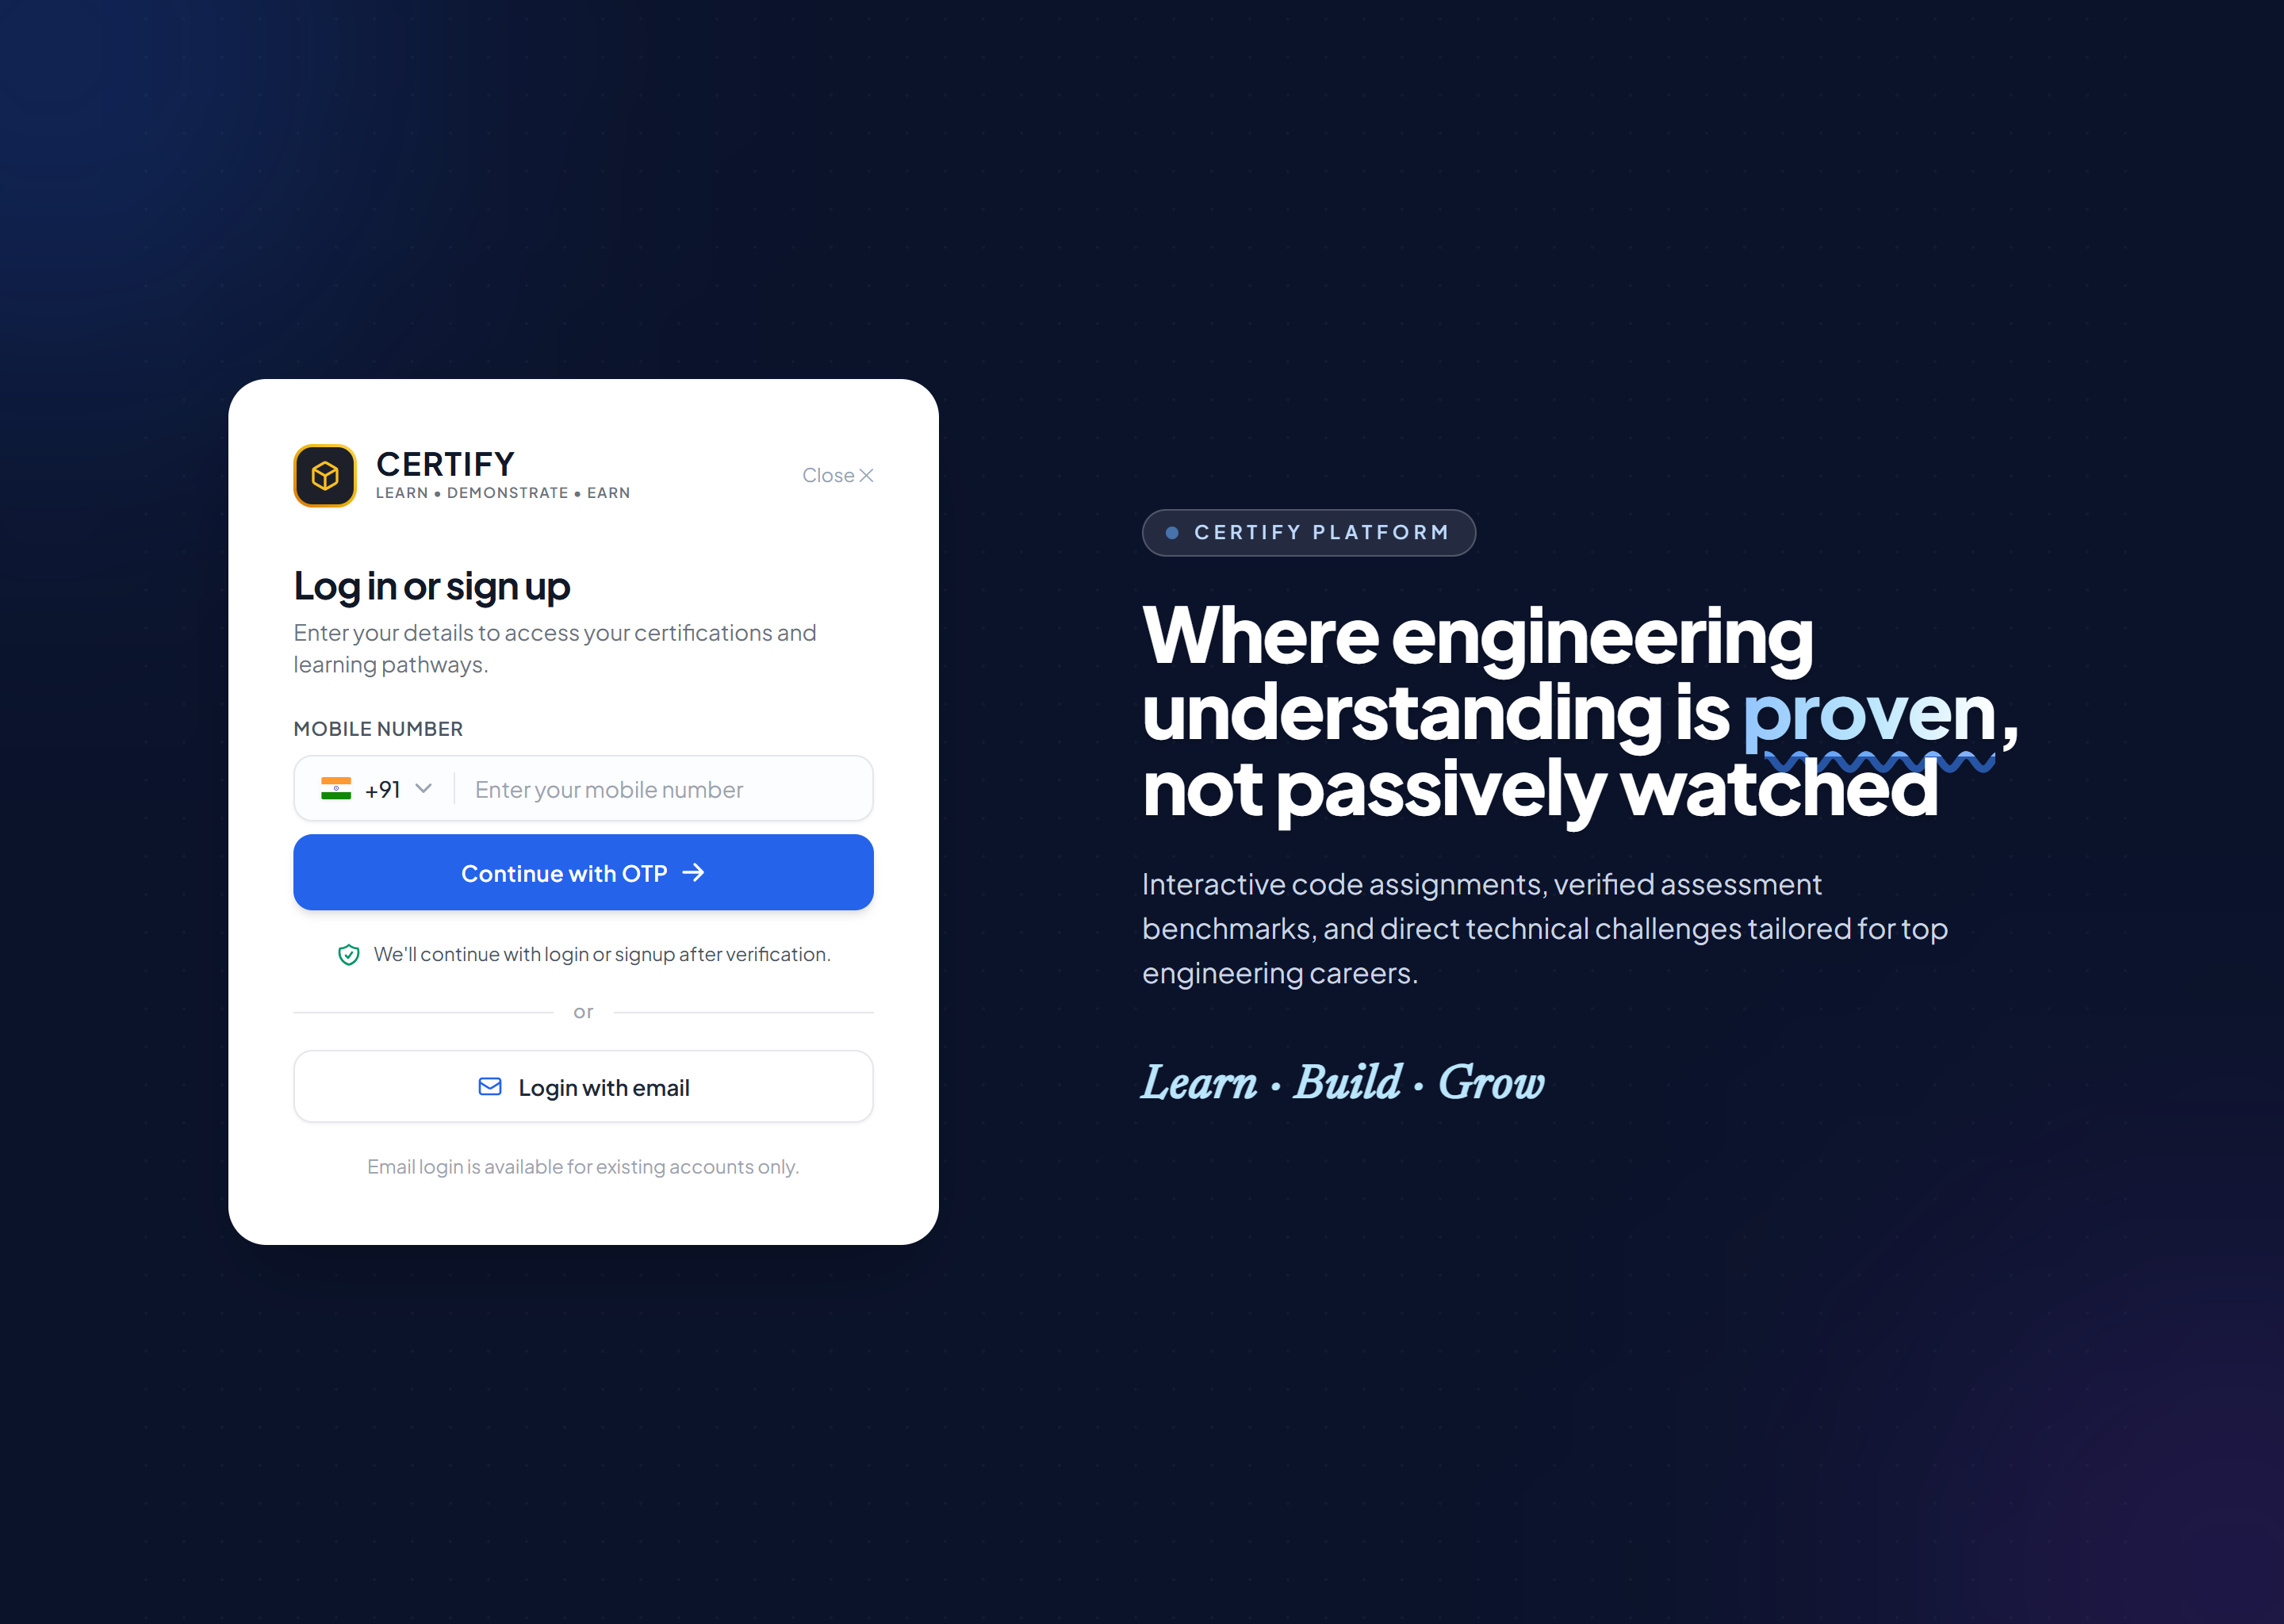 CERTIFY
LEARN • DEMONSTRATE • EARN
Close
Log in or sign up
Enter your details to access your certifications and
learning pathways.
MOBILE NUMBER
+91
Enter your mobile number
Continue with OTP →
We'll continue with login or signup after verification.
or
Login with email
Email login is available for existing accounts only.
CERTIFY PLATFORM
Where engineering
understanding is proven,
not passively watched
Interactive code assignments, verified assessment
benchmarks, and direct technical challenges tailored for top
engineering careers.
Learn · Build · Grow